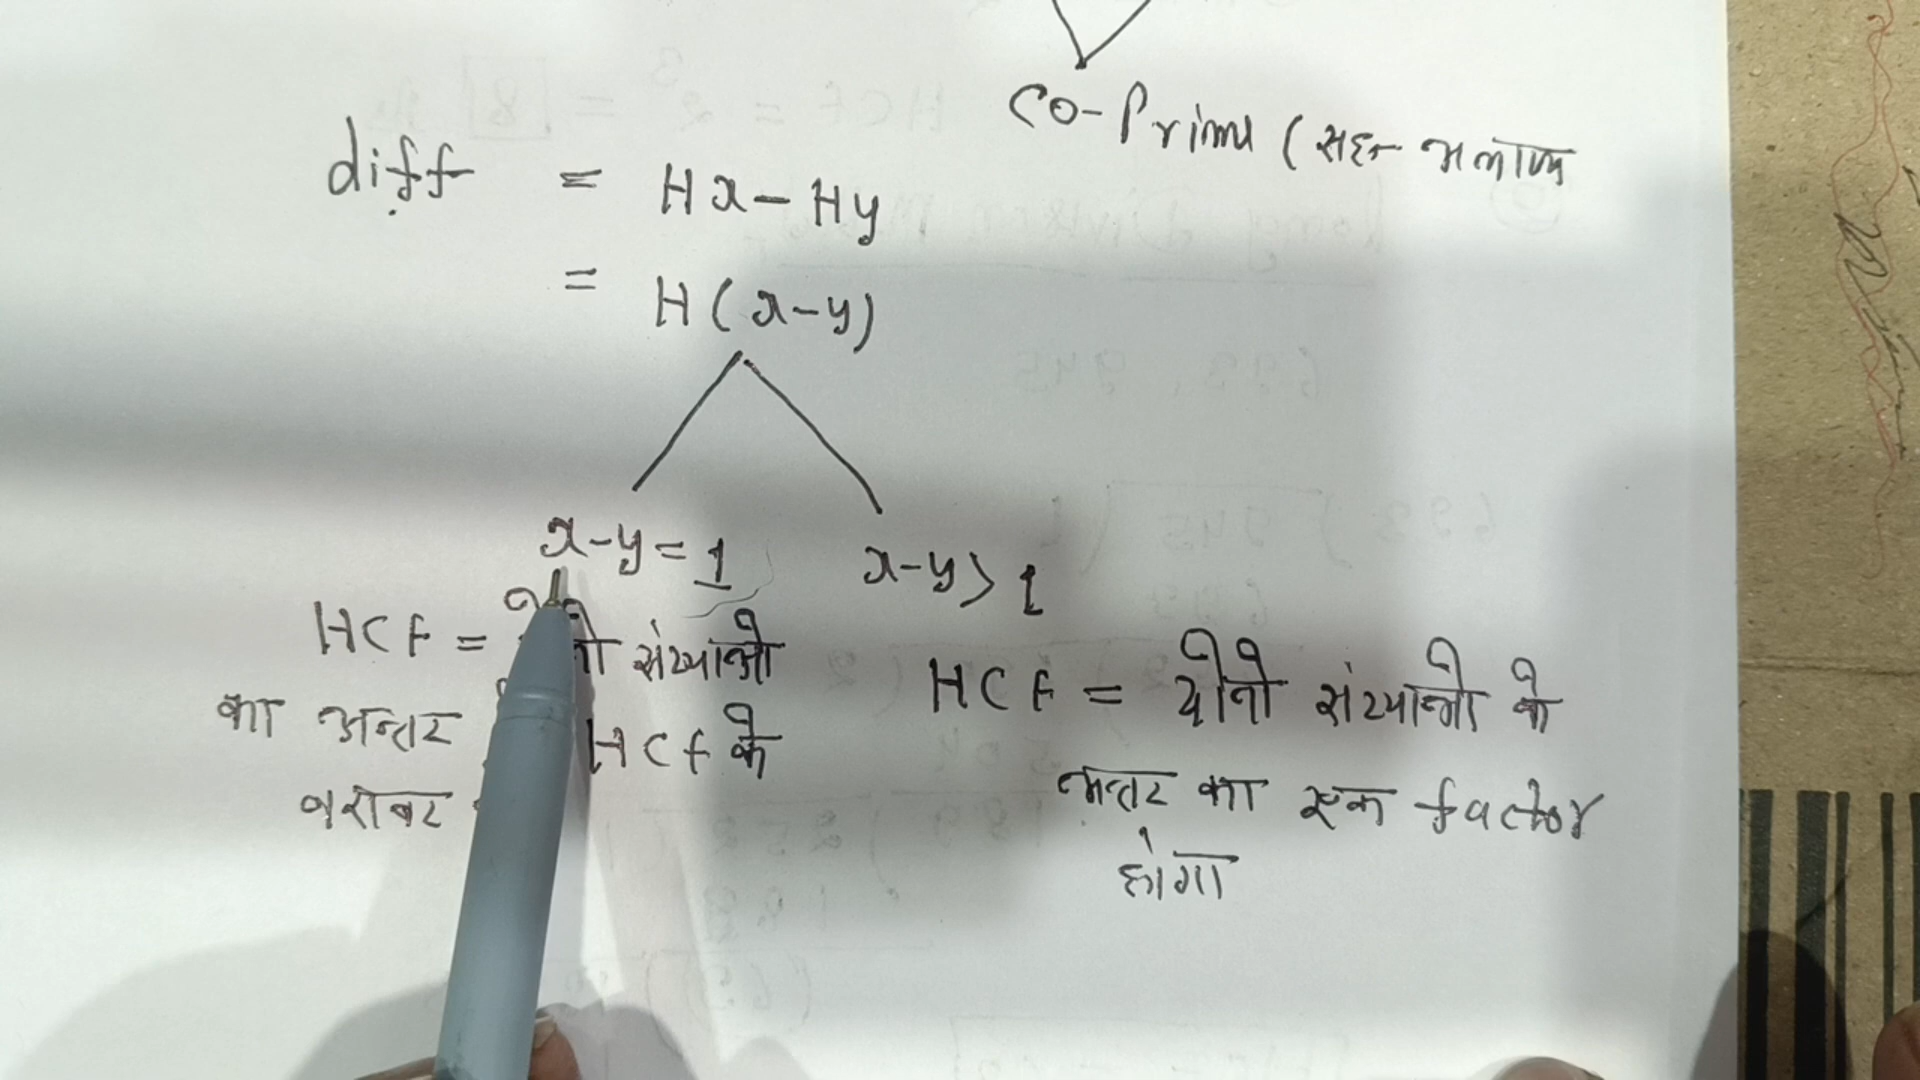 Co-Prime (सह-अभाज्य
diff = Hx - Hy
= H(x-y)
x-y=1
x-y>1
HCF = संख्याओ
का अन्तर HCF के
बराबर
HCF = दोनो संख्याओ के
अन्तर का एक factor
होगा